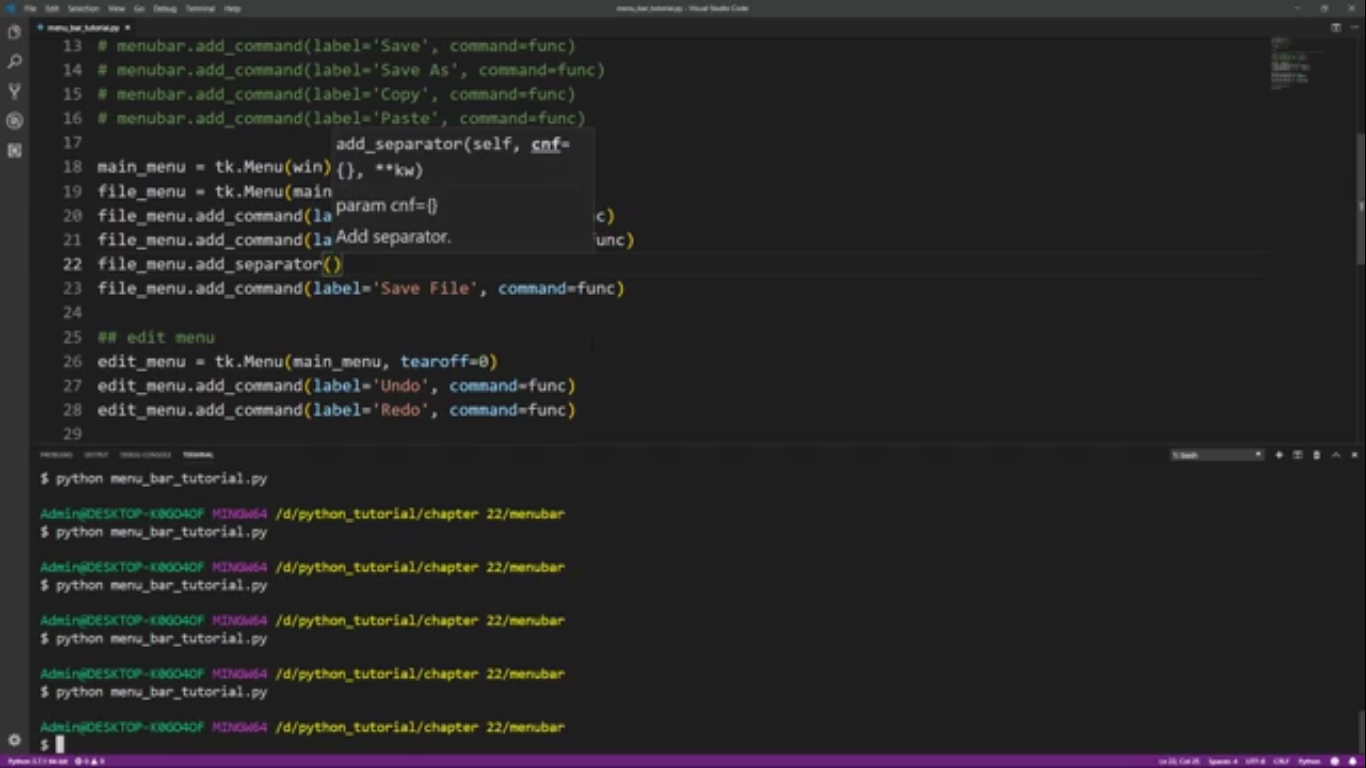 File Edit Selection View Go Debug Terminal Help
menu_bar_tutorial.py - Visual Studio Code
menu_bar_tutorial.py
13 # menubar.add_command(label='Save', command=func)
14 # menubar.add_command(label='Save As', command=func)
15 # menubar.add_command(label='Copy', command=func)
16 # menubar.add_command(label='Paste', command=func)
17
18 main_menu = tk.Menu(win)
19 file_menu = tk.Menu(main
20 file_menu.add_command(la nc)
21 file_menu.add_command(la func)
22 file_menu.add_separator()
23 file_menu.add_command(label='Save File', command=func)
24
25 ## edit menu
26 edit_menu = tk.Menu(main_menu, tearoff=0)
27 edit_menu.add_command(label='Undo', command=func)
28 edit_menu.add_command(label='Redo', command=func)
29
add_separator(self, cnf=
{}, **kw)
param cnf={}
Add separator.
PROBLEMS OUTPUT DEBUG CONSOLE TERMINAL
1: bash
$ python menu_bar_tutorial.py
Admin@DESKTOP-K0GO4OF MINGW64 /d/python_tutorial/chapter 22/menubar
$ python menu_bar_tutorial.py
Admin@DESKTOP-K0GO4OF MINGW64 /d/python_tutorial/chapter 22/menubar
$ python menu_bar_tutorial.py
Admin@DESKTOP-K0GO4OF MINGW64 /d/python_tutorial/chapter 22/menubar
$ python menu_bar_tutorial.py
Admin@DESKTOP-K0GO4OF MINGW64 /d/python_tutorial/chapter 22/menubar
$ python menu_bar_tutorial.py
Admin@DESKTOP-K0GO4OF MINGW64 /d/python_tutorial/chapter 22/menubar
$
Python 3.7.1 64-bit 0 0
Ln 22, Col 25 Spaces: 4 UTF-8 CRLF Python